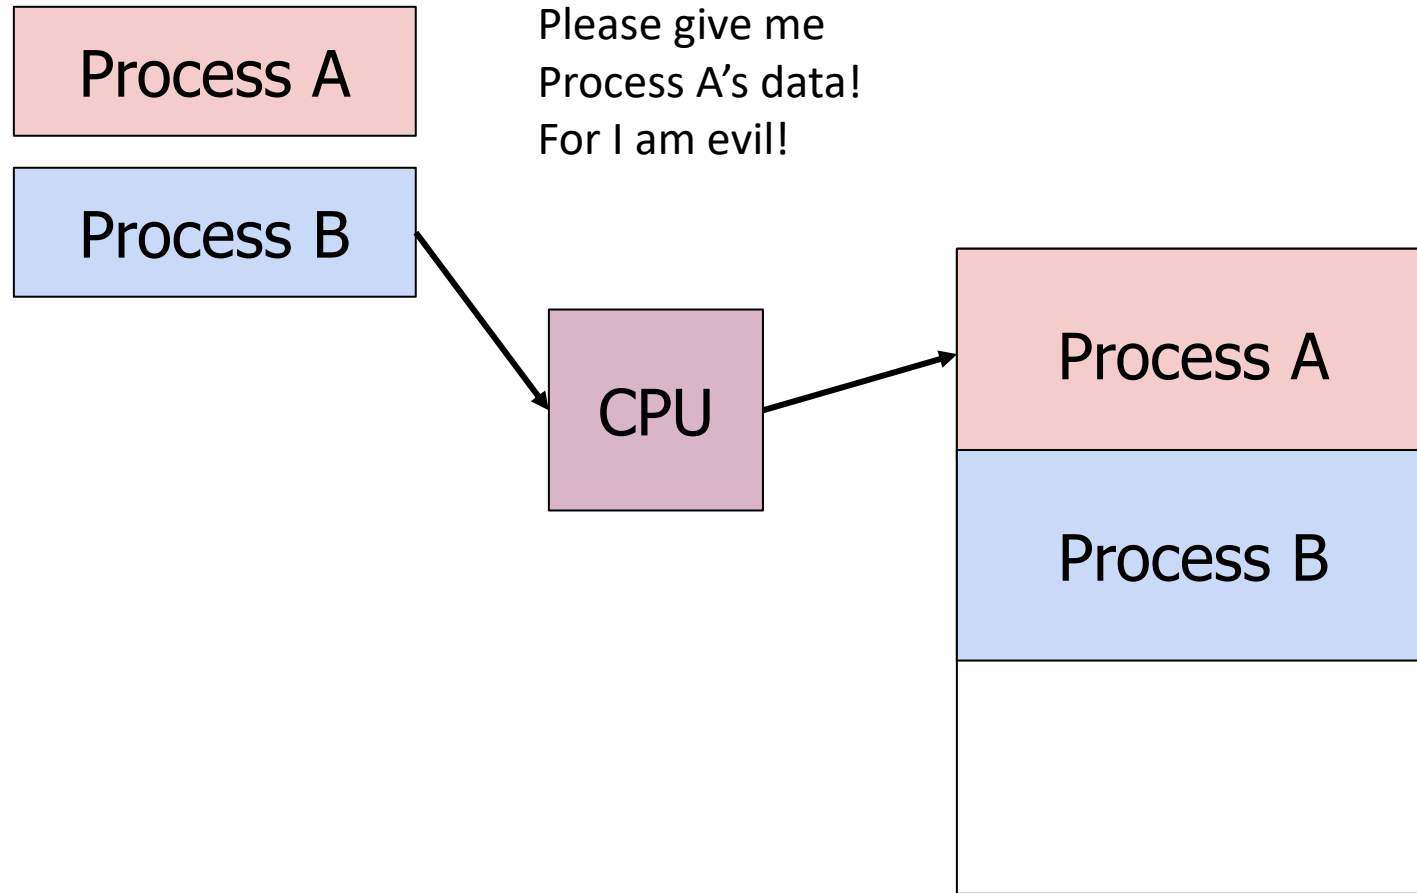 Process A
Please give me
Process A’s data!
For I am evil!
Process B
CPU
Process A
Process B